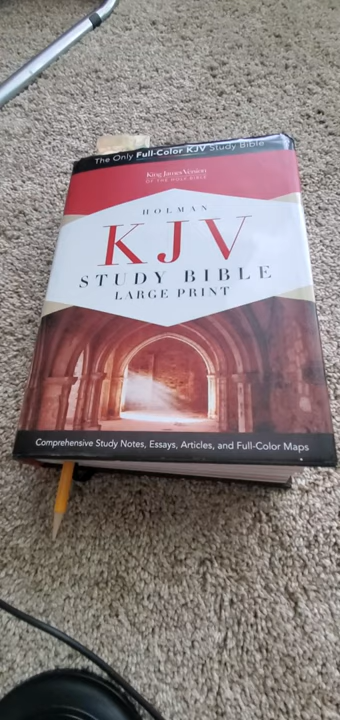 The Only Full-Color KJV Study Bible
King James Version
OF THE HOLY BIBLE
HOLMAN
KJV
STUDY BIBLE
LARGE PRINT
Comprehensive Study Notes, Essays, Articles, and Full-Color Maps